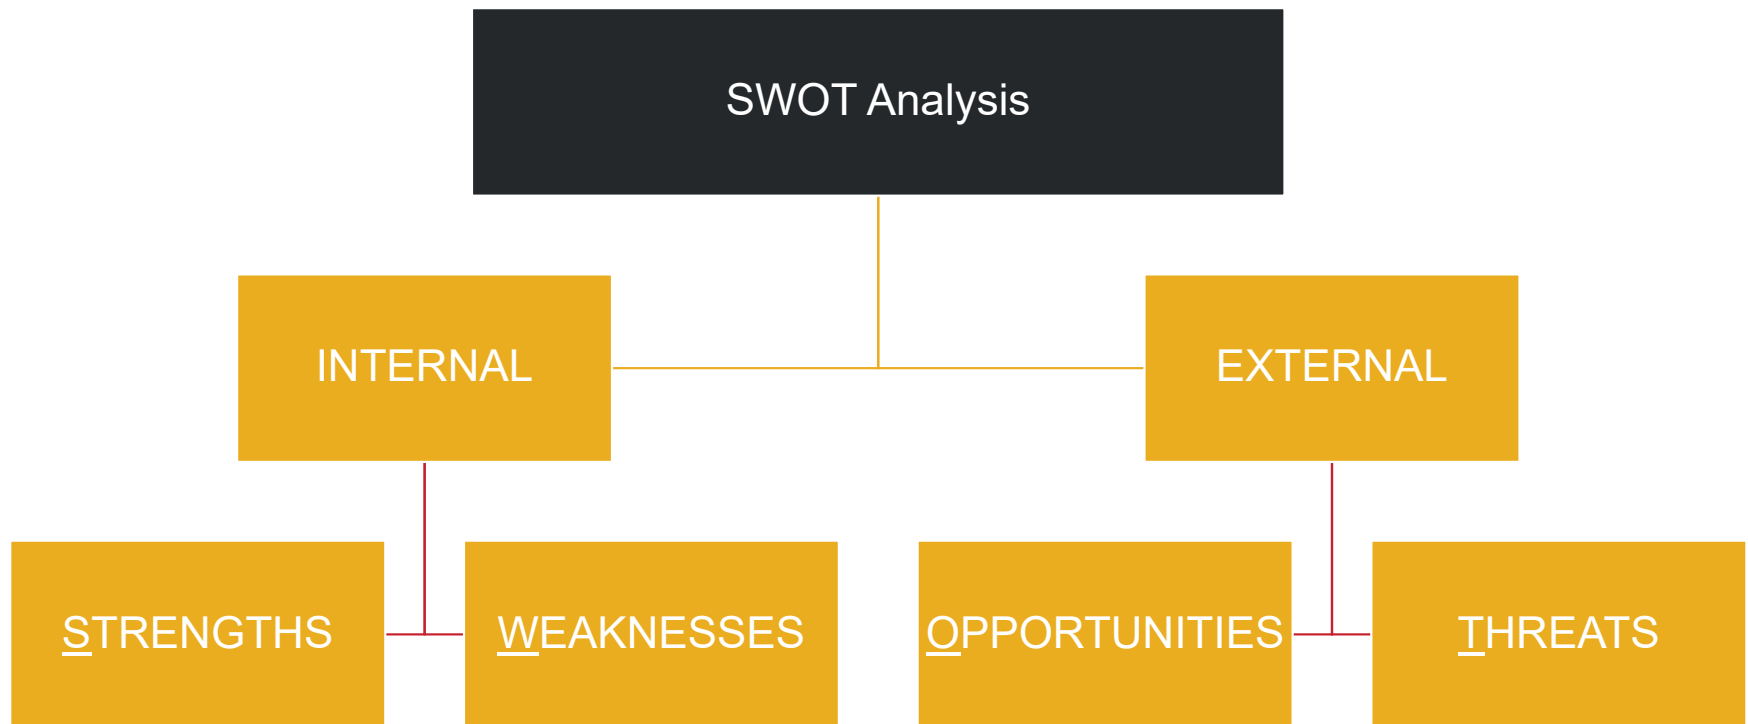 SWOT Analysis
INTERNAL
EXTERNAL
STRENGTHS
WEAKNESSES
OPPORTUNITIES
THREATS